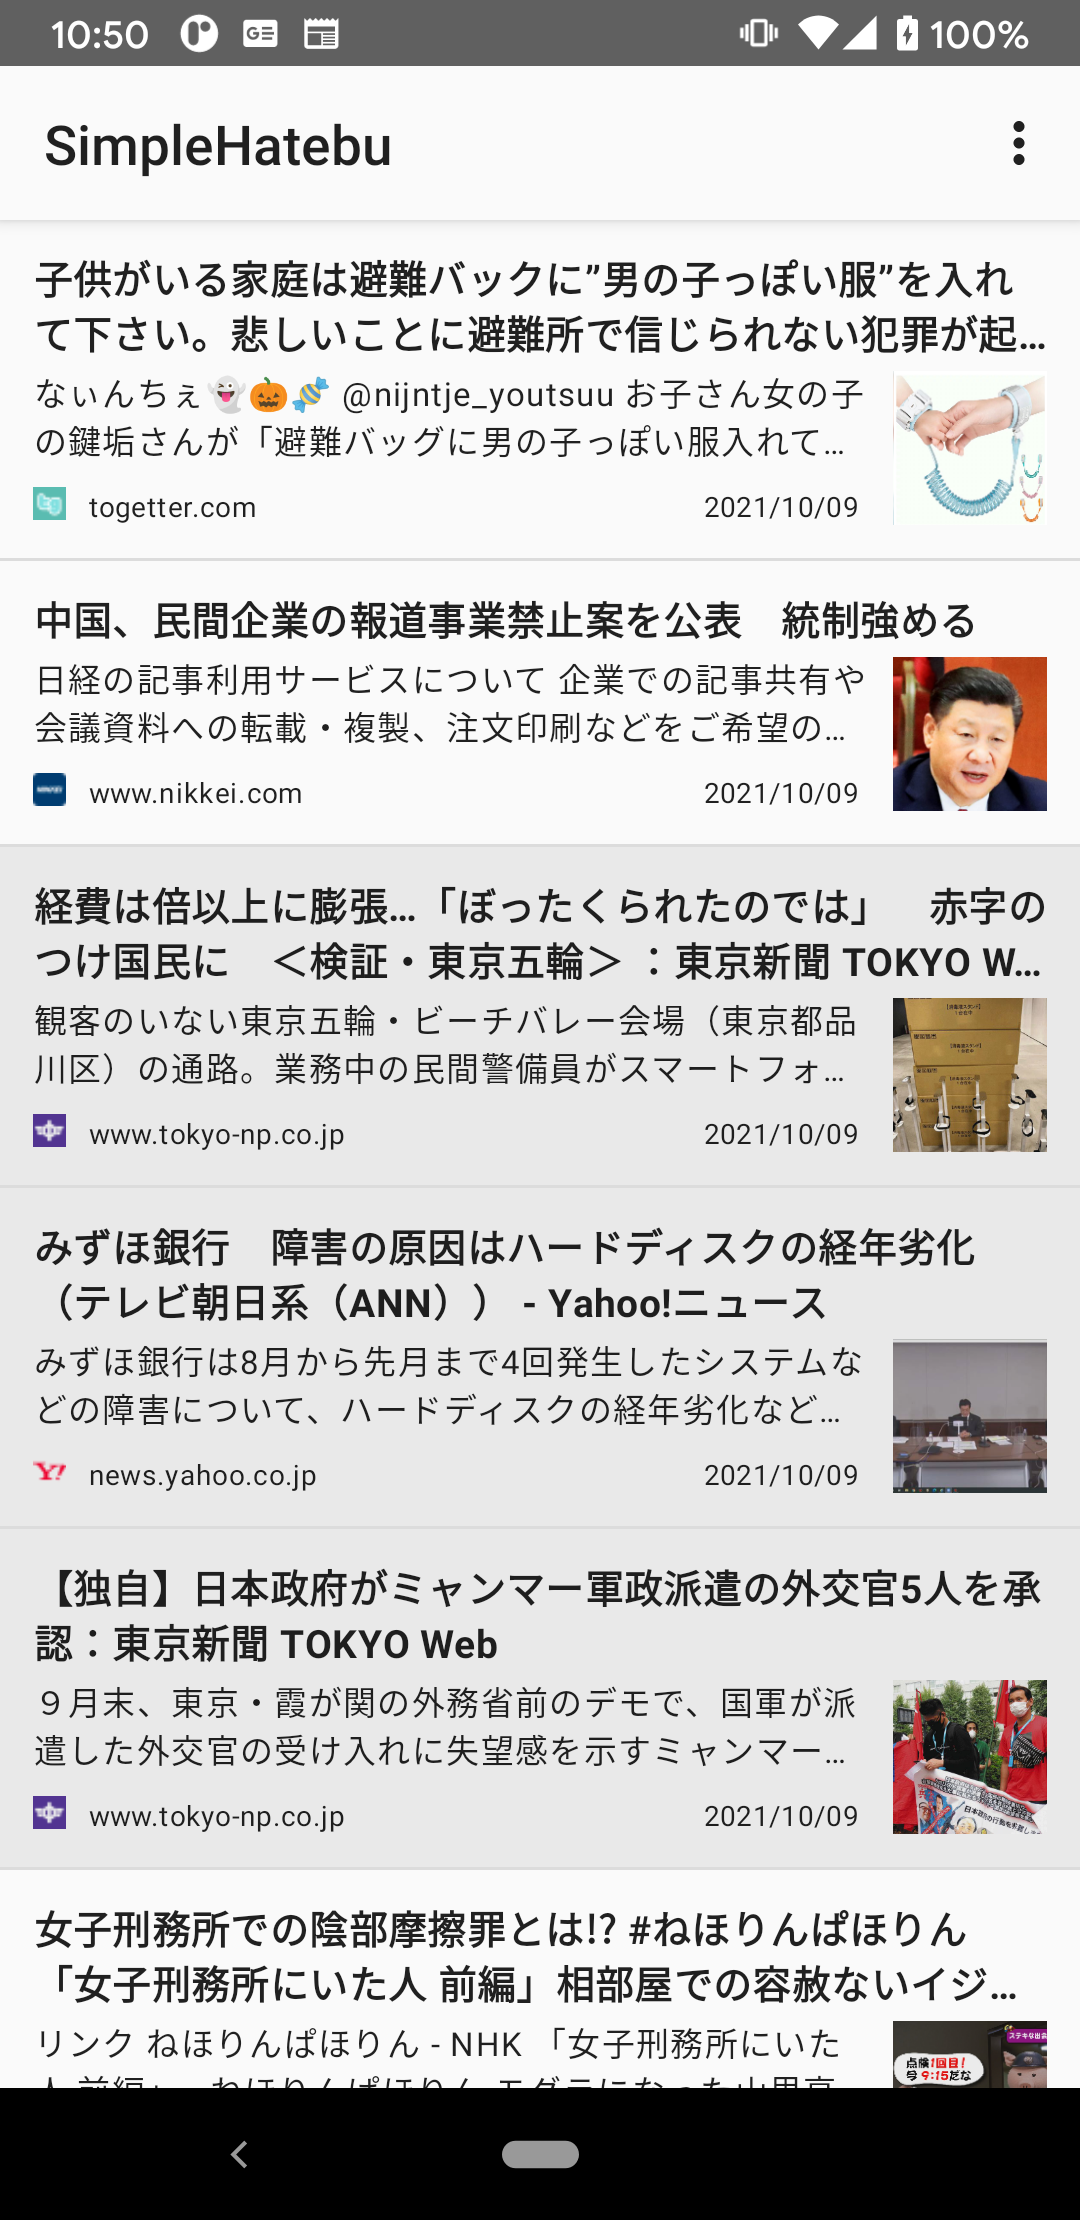 10:50
100%
SimpleHatebu
子供がいる家庭は避難バックに”男の子っぽい服”を入れ
て下さい。悲しいことに避難所で信じられない犯罪が起…
なぃんちぇ👻🎃🍬 @nijntje_youtsuu お子さん女の子
の鍵垢さんが「避難バッグに男の子っぽい服入れて…
togetter.com 2021/10/09
中国、民間企業の報道事業禁止案を公表　統制強める
日経の記事利用サービスについて 企業での記事共有や
会議資料への転載・複製、注文印刷などをご希望の…
www.nikkei.com 2021/10/09
経費は倍以上に膨張…「ぼったくられたのでは」　赤字の
つけ国民に　＜検証・東京五輪＞：東京新聞 TOKYO W…
観客のいない東京五輪・ビーチバレー会場（東京都品
川区）の通路。業務中の民間警備員がスマートフォ…
www.tokyo-np.co.jp 2021/10/09
みずほ銀行　障害の原因はハードディスクの経年劣化
（テレビ朝日系（ANN）） - Yahoo!ニュース
みずほ銀行は8月から先月まで4回発生したシステムな
どの障害について、ハードディスクの経年劣化など…
news.yahoo.co.jp 2021/10/09
【独自】日本政府がミャンマー軍政派遣の外交官5人を承
認：東京新聞 TOKYO Web
９月末、東京・霞が関の外務省前のデモで、国軍が派
遣した外交官の受け入れに失望感を示すミャンマー…
www.tokyo-np.co.jp 2021/10/09
女子刑務所での陰部摩擦罪とは!? #ねほりんぱほりん
「女子刑務所にいた人 前編」相部屋での容赦ないイジ…
リンク ねほりんぱほりん - NHK 「女子刑務所にいた
ステキな出会
点検1回目！
今 9:15だな